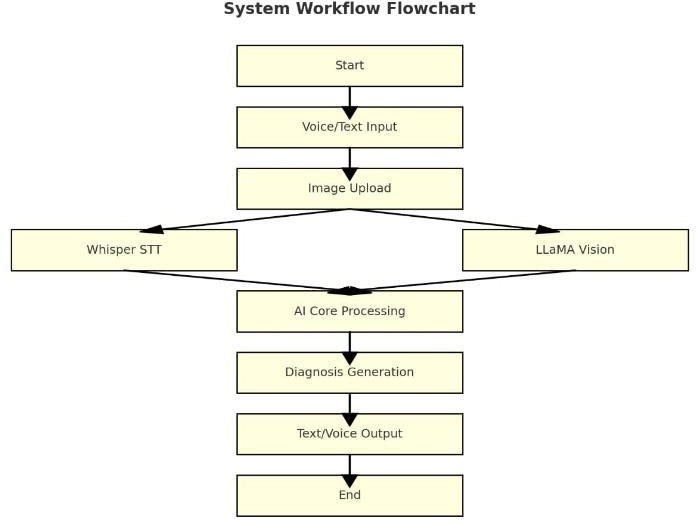 System Workflow Flowchart
Start
Voice/Text Input
Image Upload
Whisper STT
LLaMA Vision
AI Core Processing
Diagnosis Generation
Text/Voice Output
End